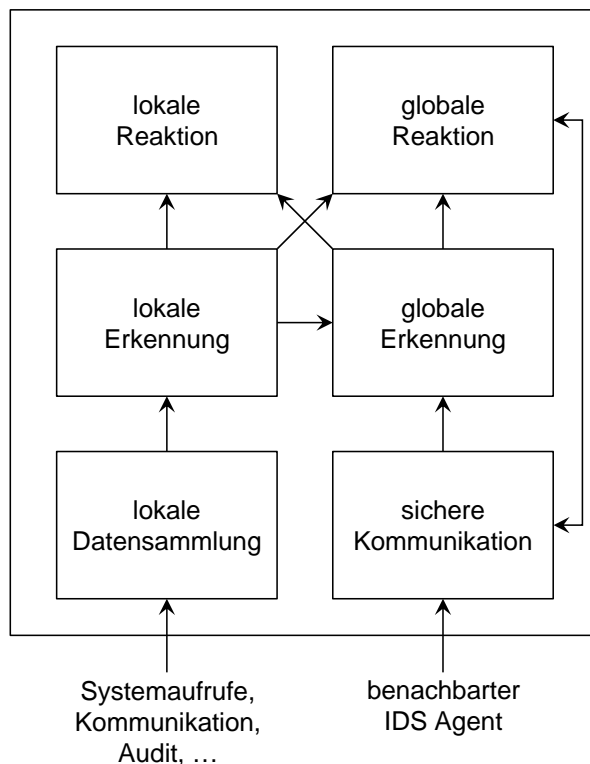 lokale
Reaktion
globale
Reaktion
lokale
Erkennung
globale
Erkennung
lokale
Datensammlung
sichere
Kommunikation
Systemaufrufe,
Kommunikation,
Audit, …
benachbarter
IDS Agent